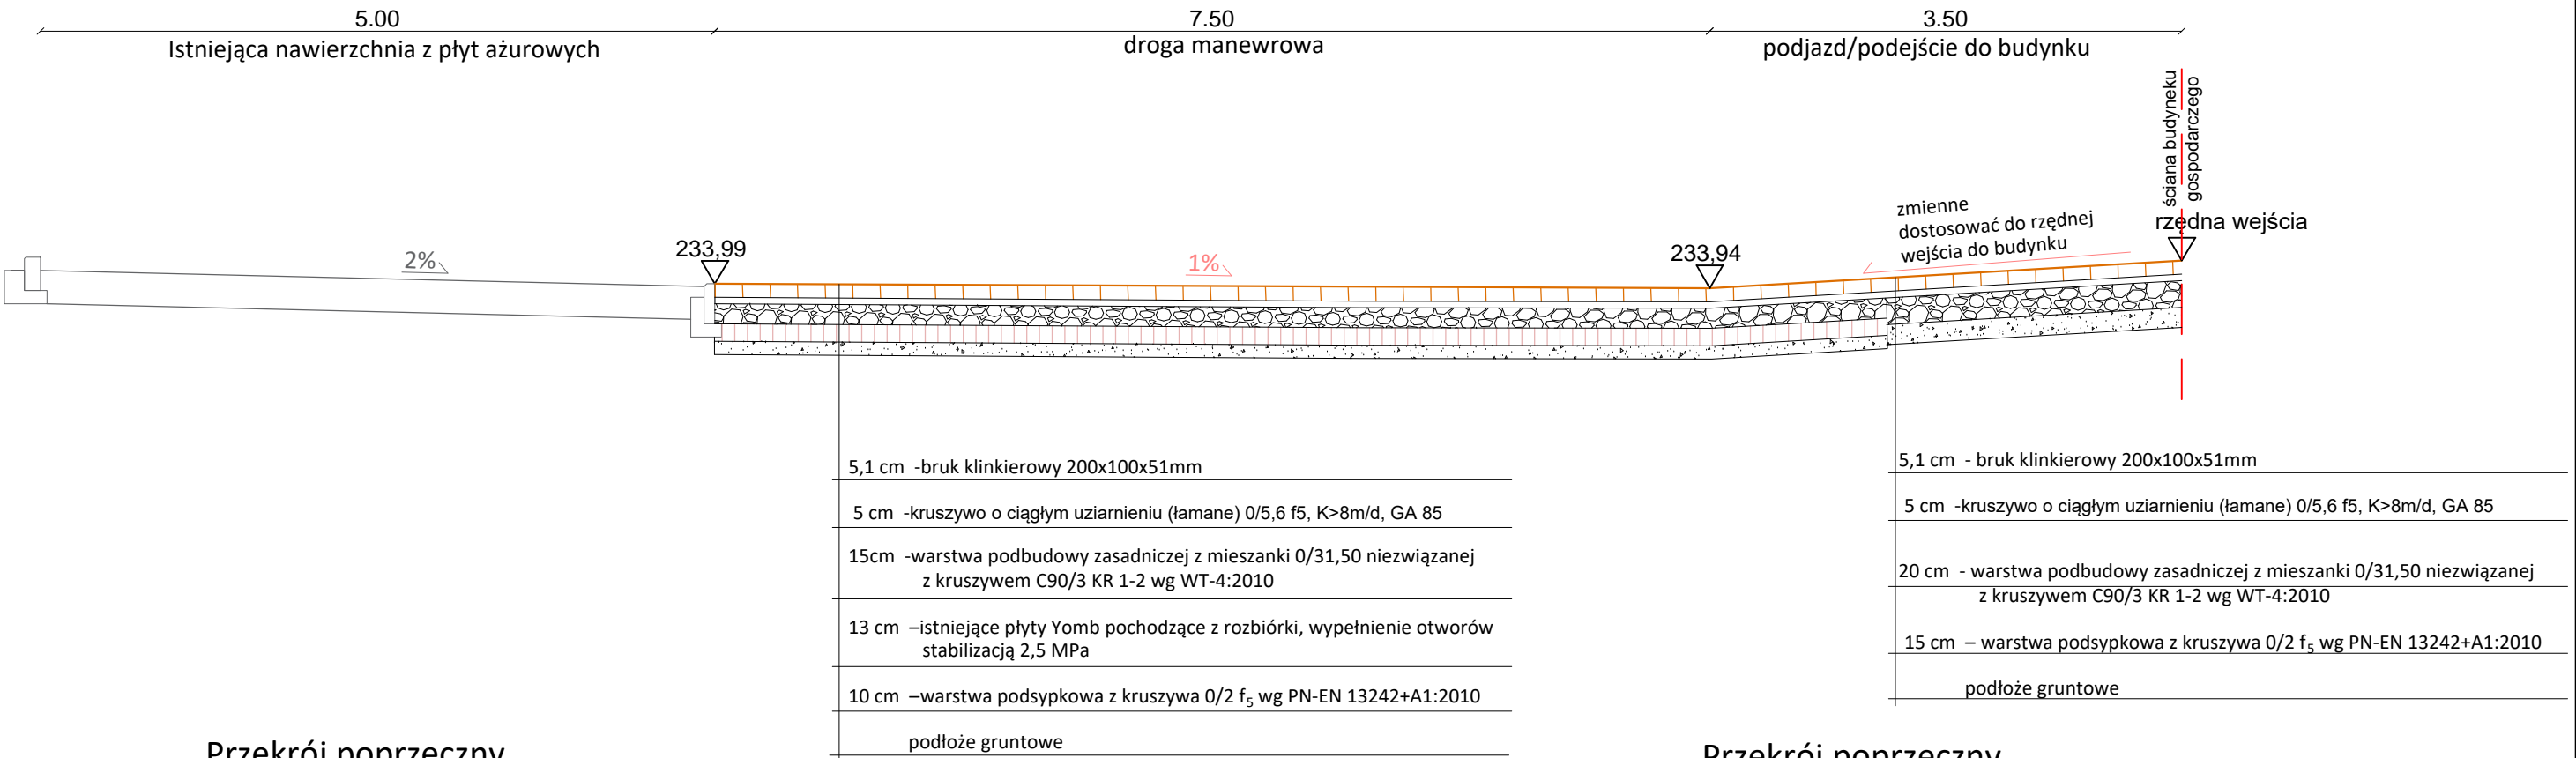 5.00
7.50
3.50
Istniejąca nawierzchnia z płyt ażurowych
droga manewrowa
podjazd/podejście do budynku
ściana budyneku
gospodarczego
zmienne
dostosować do rzędnej
wejścia do budynku
rzędna wejścia
2%
233,99
1%
233,94
5,1 cm -bruk klinkierowy 200x100x51mm
5 cm -kruszywo o ciągłym uziarnieniu (łamane) 0/5,6 f5, K>8m/d, GA 85
15cm -warstwa podbudowy zasadniczej z mieszanki 0/31,50 niezwiązanej
z kruszywem C90/3 KR 1-2 wg WT-4:2010
13 cm –istniejące płyty Yomb pochodzące z rozbiórki, wypełnienie otworów
stabilizacją 2,5 MPa
10 cm –warstwa podsypkowa z kruszywa 0/2 f₅ wg PN-EN 13242+A1:2010
podłoże gruntowe
5,1 cm - bruk klinkierowy 200x100x51mm
5 cm -kruszywo o ciągłym uziarnieniu (łamane) 0/5,6 f5, K>8m/d, GA 85
20 cm - warstwa podbudowy zasadniczej z mieszanki 0/31,50 niezwiązanej
z kruszywem C90/3 KR 1-2 wg WT-4:2010
15 cm – warstwa podsypkowa z kruszywa 0/2 f₅ wg PN-EN 13242+A1:2010
podłoże gruntowe
Przekrój poprzeczny
Przekrój poprzeczny